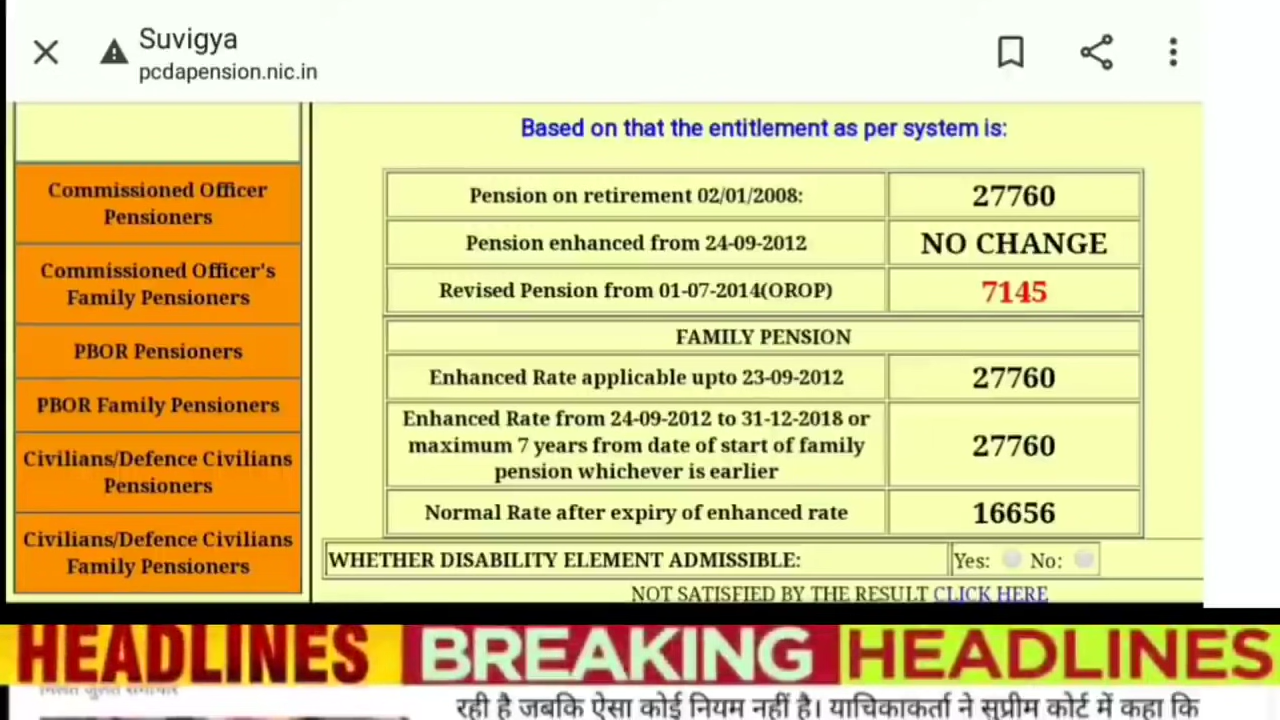 Suvigya
pcdapension.nic.in
Based on that the entitlement as per system is:
Commissioned Officer
Pensioners
Commissioned Officer's
Family Pensioners
PBOR Pensioners
PBOR Family Pensioners
Civilians/Defence Civilians
Pensioners
Civilians/Defence Civilians
Family Pensioners
Pension on retirement 02/01/2008: 27760
Pension enhanced from 24-09-2012 NO CHANGE
Revised Pension from 01-07-2014(OROP) 7145
FAMILY PENSION
Enhanced Rate applicable upto 23-09-2012 27760
Enhanced Rate from 24-09-2012 to 31-12-2018 or
maximum 7 years from date of start of family 27760
pension whichever is earlier
Normal Rate after expiry of enhanced rate 16656
WHETHER DISABILITY ELEMENT ADMISSIBLE: Yes: No:
NOT SATISFIED BY THE RESULT CLICK HERE
HEADLINES BREAKING HEADLINES
रही है जबकि ऐसा कोई नियम नहीं है। याचिकाकर्ता ने सुप्रीम कोर्ट में कहा कि